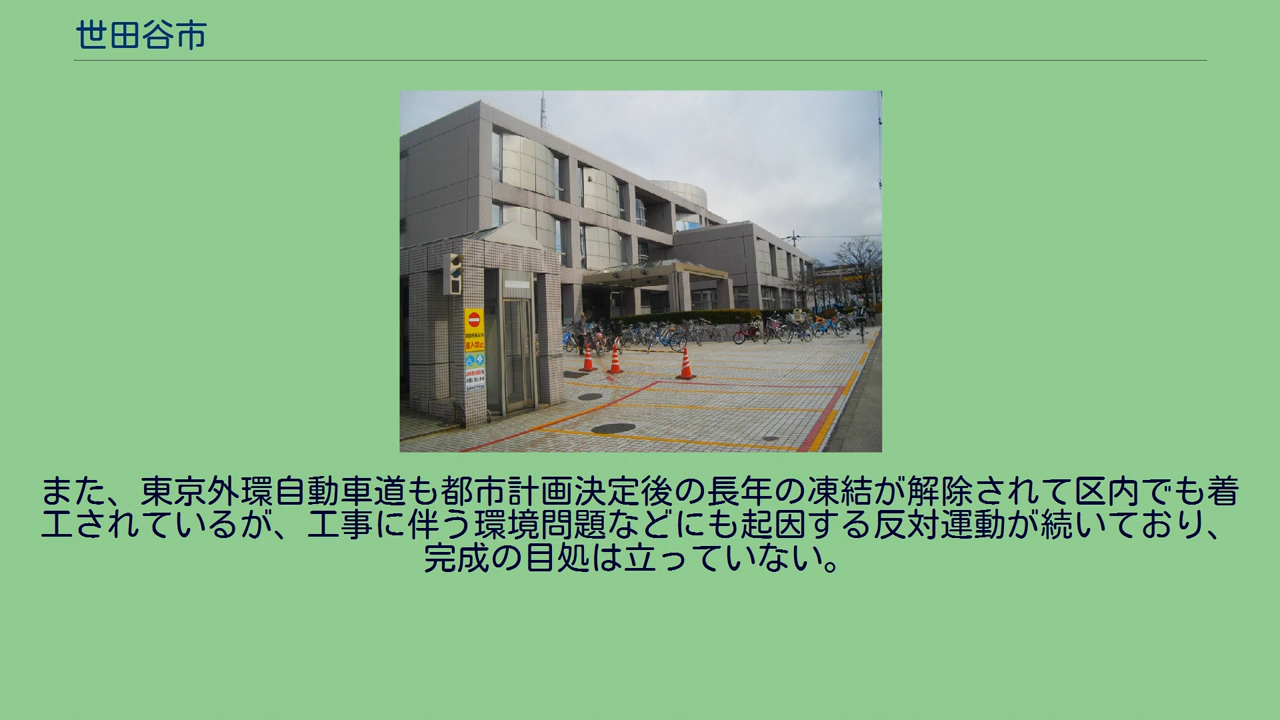 世田谷市
また、東京外環自動車道も都市計画決定後の長年の凍結が解除されて区内でも着
工されているが、工事に伴う環境問題などにも起因する反対運動が続いており、
完成の目処は立っていない。